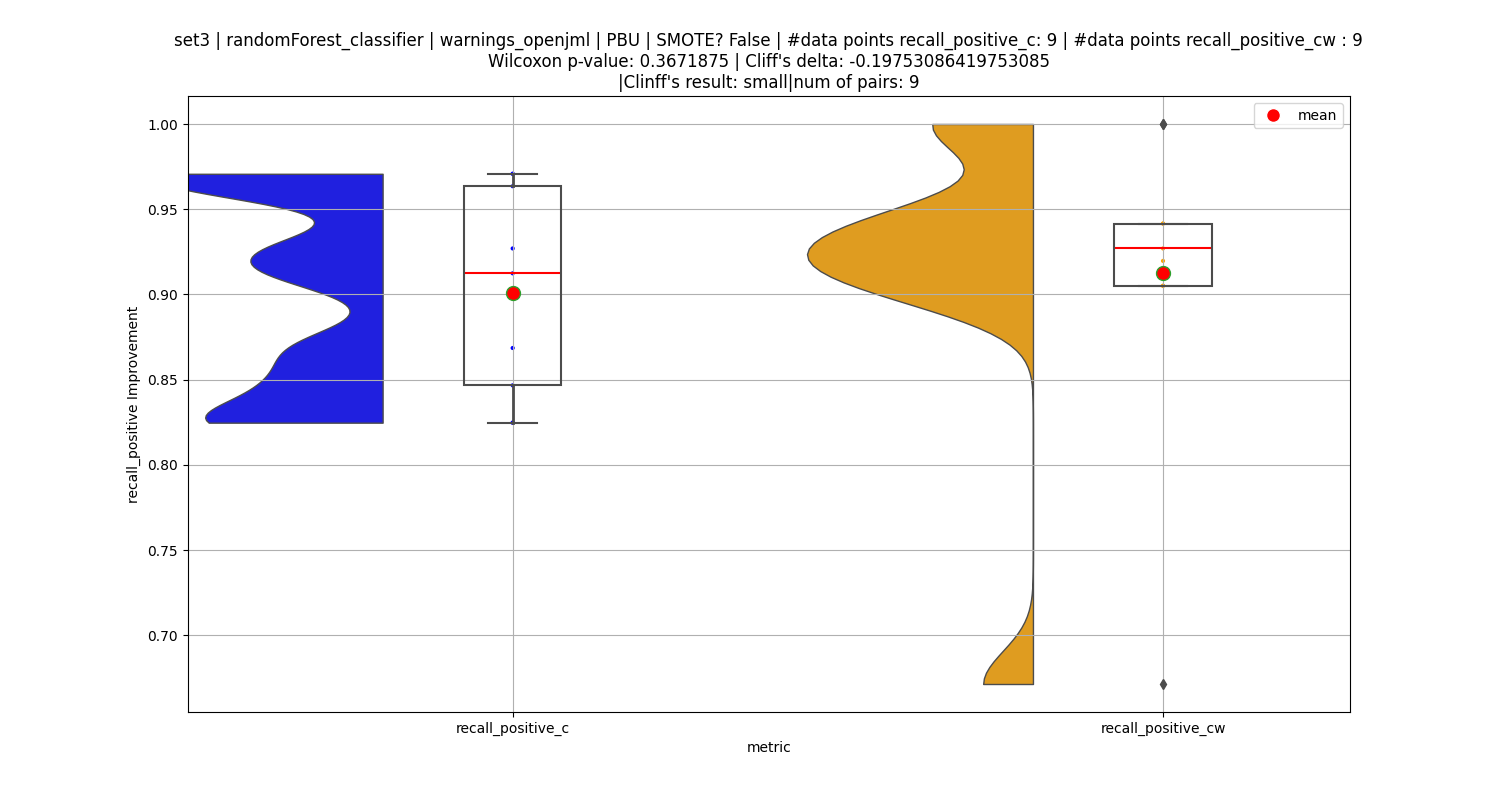 set3 | randomForest_classifier | warnings_openjml | PBU | SMOTE? False | #data points recall_positive_c: 9 | #data points recall_positive_cw : 9
Wilcoxon p-value: 0.3671875 | Cliff's delta: -0.19753086419753085
|Clinff's result: small|num of pairs: 9
mean
1.00
0.95
0.90
0.85
0.80
0.75
0.70
recall_positive Improvement
recall_positive_c
recall_positive_cw
metric